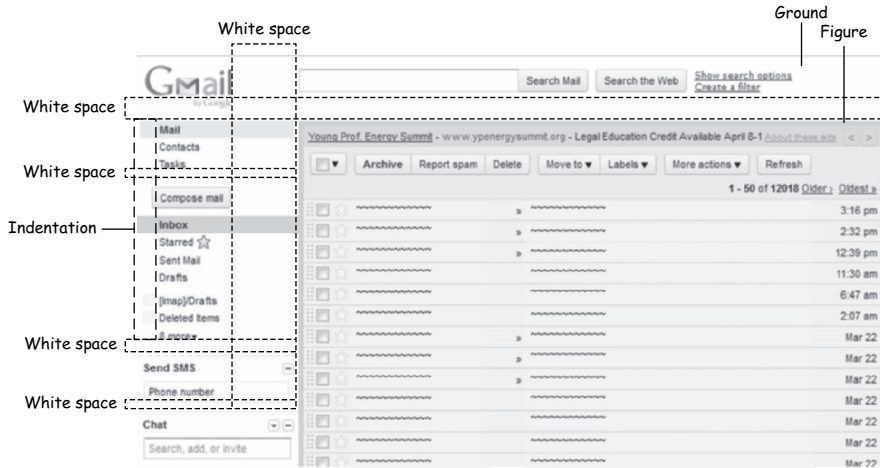 Ground
White space
Figure
Gmail
by Google
Search Mail
Search the Web
Show search options
Create a filter
White space
Mail
Contacts
Tasks
White space
Compose mail
Indentation
Inbox
Starred
Sent Mail
Drafts
[Imap]/Drafts
Deleted Items
8 more▾
White space
Send SMS
Phone number
White space
Chat
Search, add, or invite
Young Prof. Energy Summit - www.ypenergysummit.org - Legal Education Credit Available April 8-1 About these ads < >
Archive Report spam Delete Move to ▾ Labels ▾ More actions ▾ Refresh
1 - 50 of 12018 Older › Oldest »
» 3:16 pm
» 2:32 pm
» 12:39 pm
11:30 am
6:47 am
2:07 am
» Mar 22
» Mar 22
» Mar 22
Mar 22
Mar 22
Mar 22
Mar 22